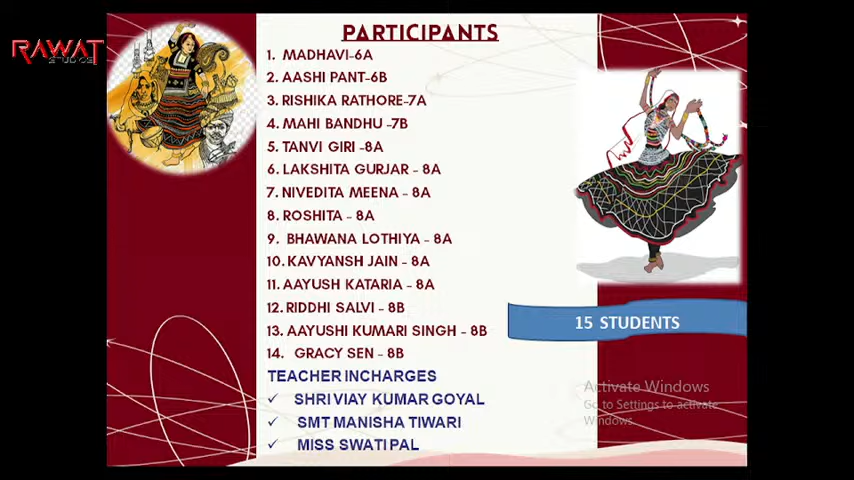 RAWAT
STUDIOS
PARTICIPANTS
1. MADHAVI-6A
2. AASHI PANT-6B
3. RISHIKA RATHORE-7A
4. MAHI BANDHU -7B
5. TANVI GIRI -8A
6. LAKSHITA GURJAR - 8A
7. NIVEDITA MEENA - 8A
8. ROSHITA - 8A
9. BHAWANA LOTHIYA - 8A
10. KAVYANSH JAIN - 8A
11. AAYUSH KATARIA - 8A
12. RIDDHI SALVI - 8B
13. AAYUSHI KUMARI SINGH - 8B
14. GRACY SEN - 8B
TEACHER INCHARGES
✓ SHRI VIAY KUMAR GOYAL
✓ SMT MANISHA TIWARI
✓ MISS SWATI PAL
15 STUDENTS
Activate Windows
Go to Settings to activate
Windows.